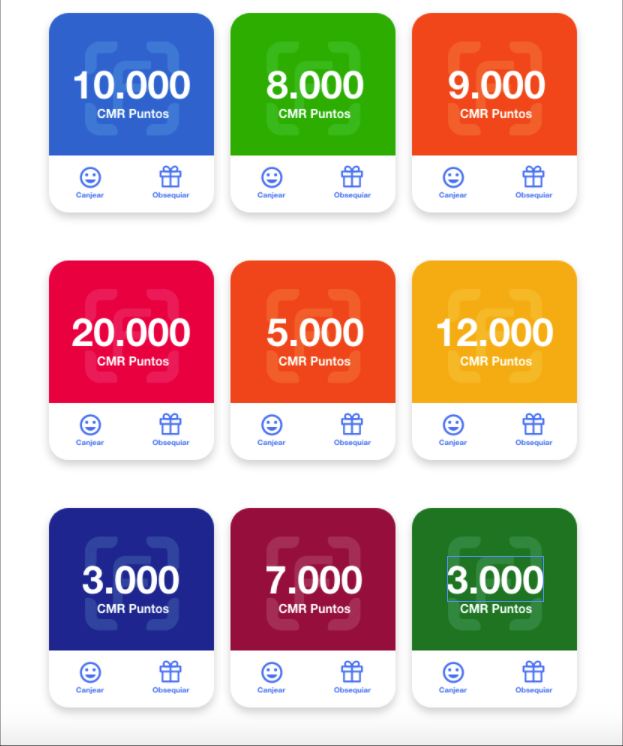 10.000
CMR Puntos
Canjear
Obsequiar
8.000
CMR Puntos
Canjear
Obsequiar
9.000
CMR Puntos
Canjear
Obsequiar
20.000
CMR Puntos
Canjear
Obsequiar
5.000
CMR Puntos
Canjear
Obsequiar
12.000
CMR Puntos
Canjear
Obsequiar
3.000
CMR Puntos
Canjear
Obsequiar
7.000
CMR Puntos
Canjear
Obsequiar
3.000
CMR Puntos
Canjear
Obsequiar